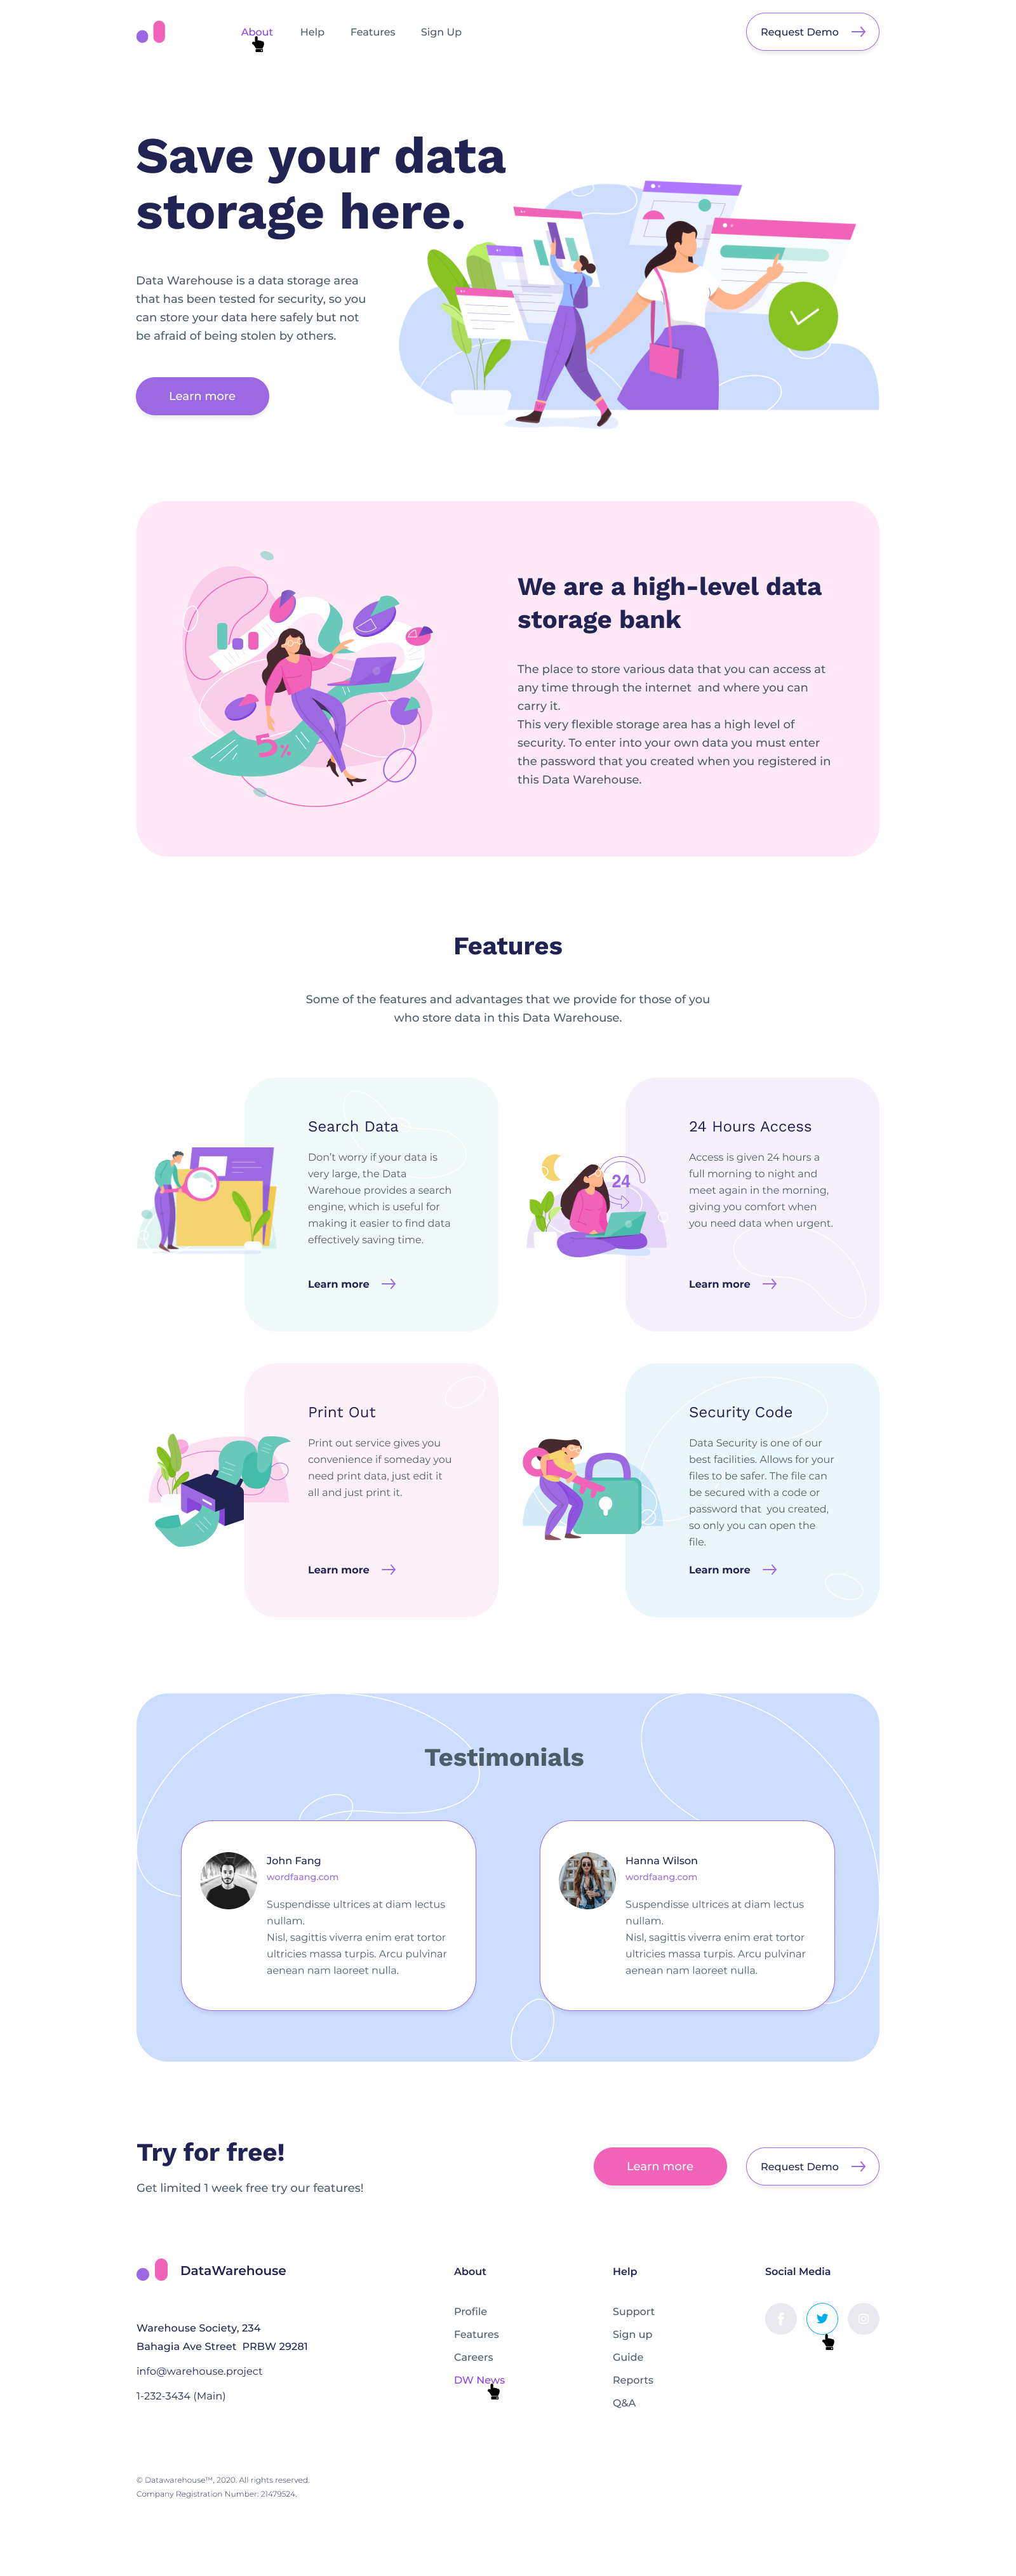 About
Help
Features
Sign Up
Request Demo
Save your data
storage here.
Data Warehouse is a data storage area
that has been tested for security, so you
can store your data here safely but not
be afraid of being stolen by others.
Learn more
5%
We are a high-level data
storage bank
The place to store various data that you can access at
any time through the internet  and where you can
carry it.
This very flexible storage area has a high level of
security. To enter into your own data you must enter
the password that you created when you registered in
this Data Warehouse.
Features
Some of the features and advantages that we provide for those of you
who store data in this Data Warehouse.
Search Data
Don’t worry if your data is
very large, the Data
Warehoue provides a search
engine, which is useful for
making it easier to find data
effectively saving time.
Learn more
24
24 Hours Access
Access is given 24 hours a
full morning to night and
meet again in the morning,
giving you comfort when
you need data when urgent.
Learn more
Print Out
Print out service gives you
convenience if someday you
need print data, just edit it
all and just print it.
Learn more
Security Code
Data Security is one of our
best facilities. Allows for your
files to be safer. The file can
be secured with a code or
password that  you created,
so only you can open the
file.
Learn more
Testimonials
John Fang
wordfaang.com
Suspendisse ultrices at diam lectus
nullam.
Nisl, sagittis viverra enim erat tortor
ultricies massa turpis. Arcu pulvinar
aenean nam laoreet nulla.
Hanna Wilson
wordfaang.com
Suspendisse ultrices at diam lectus
nullam.
Nisl, sagittis viverra enim erat tortor
ultricies massa turpis. Arcu pulvinar
aenean nam laoreet nulla.
Try for free!
Get limited 1 week free try our features!
Learn more
Request Demo
DataWarehouse
Warehouse Society, 234
Bahagia Ave Street  PRBW 29281
info@warehouse.project
1-232-3434 (Main)
About
Profile
Features
Careers
DW News
Help
Support
Sign up
Guide
Reports
Q&A
Social Media
© Datawarehouse™, 2020. All rights reserved.
Company Registration Number: 21479524.